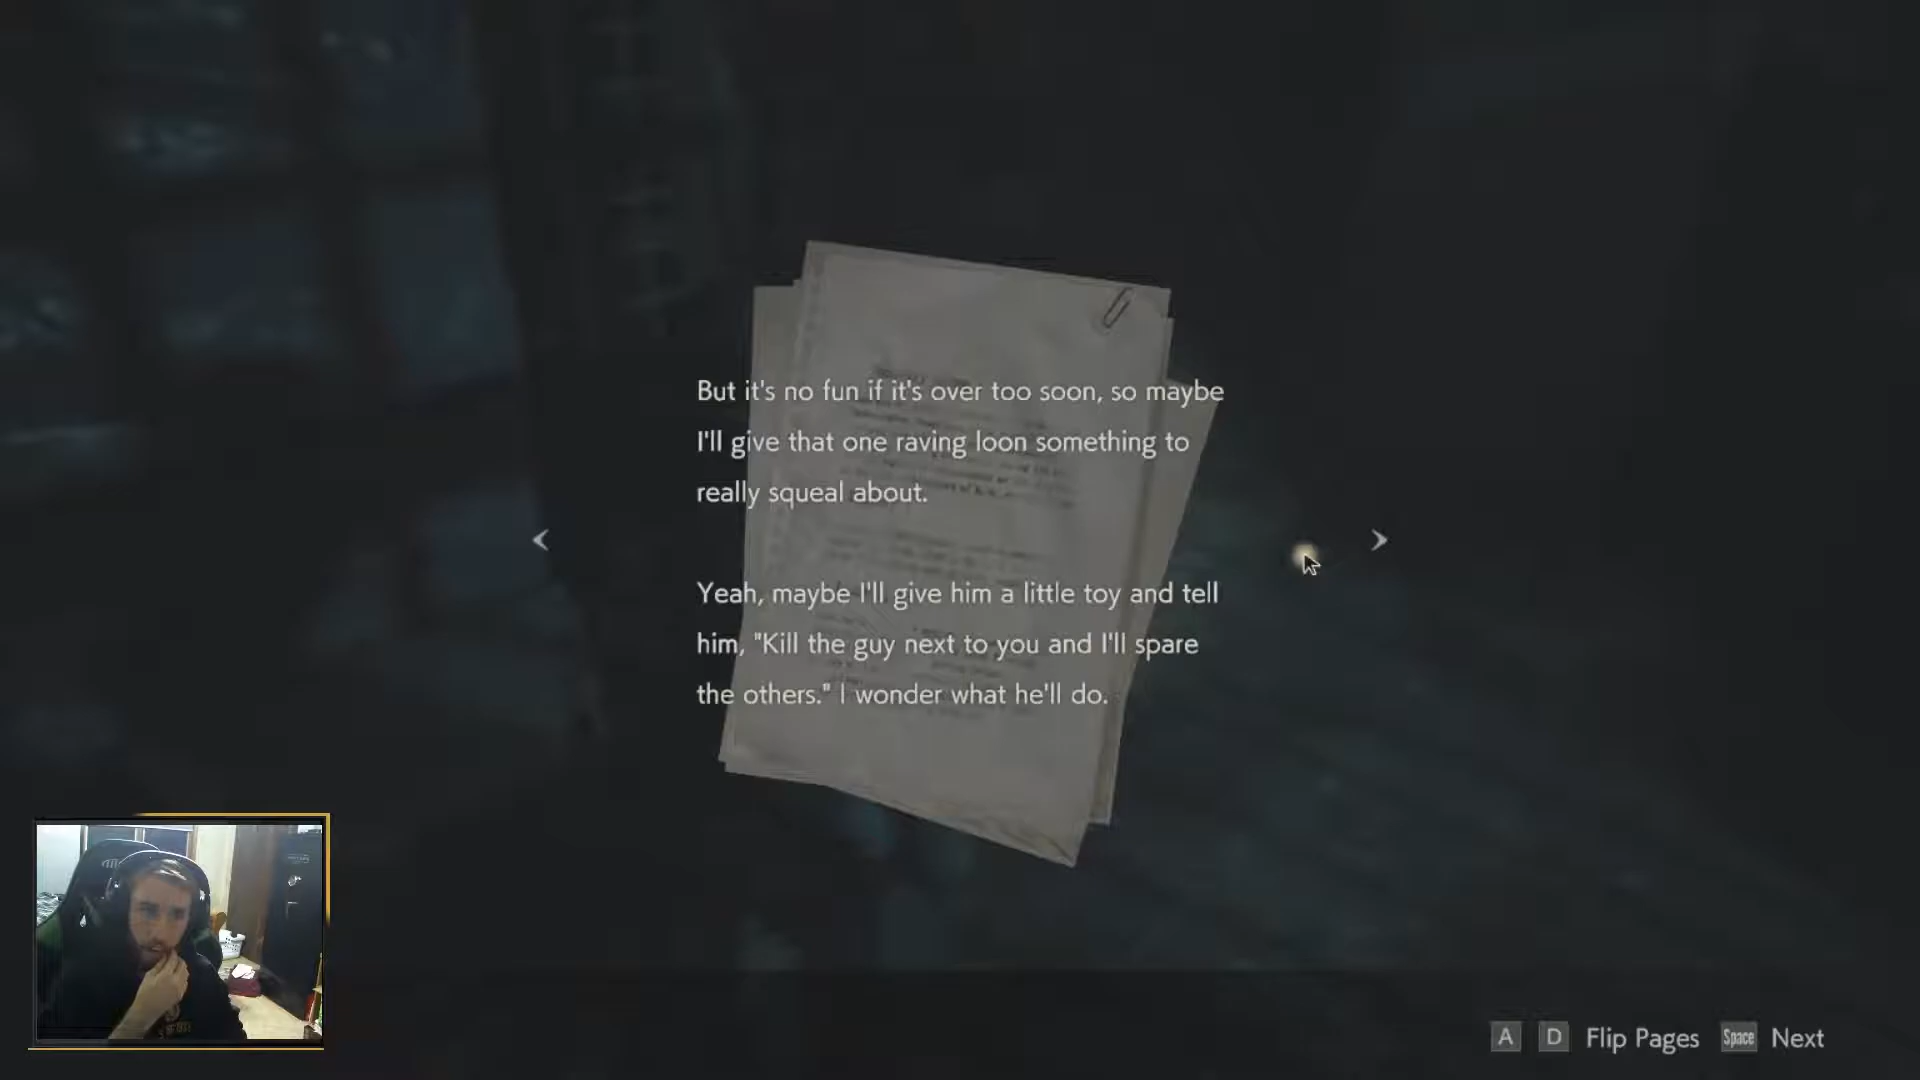 But it's no fun if it's over too soon, so maybe
I'll give that one raving loon something to
really squeal about.
Yeah, maybe I'll give him a little toy and tell
him, "Kill the guy next to you and I'll spare
the others." I wonder what he'll do.
A D Flip Pages Space Next